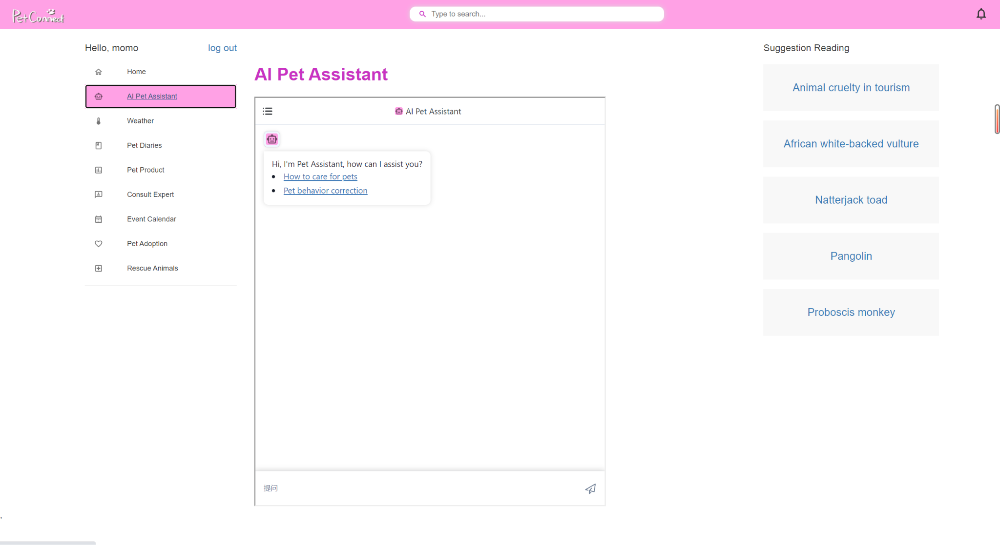 PetConnect
Type to search...
Hello, momo
log out
Home
AI Pet Assistant
Weather
Pet Diaries
Pet Product
Consult Expert
Event Calendar
Pet Adoption
Rescue Animals
AI Pet Assistant
AI Pet Assistant
Hi, I'm Pet Assistant, how can I assist you?
How to care for pets
Pet behavior correction
提问
Suggestion Reading
Animal cruelty in tourism
African white-backed vulture
Natterjack toad
Pangolin
Proboscis monkey
,